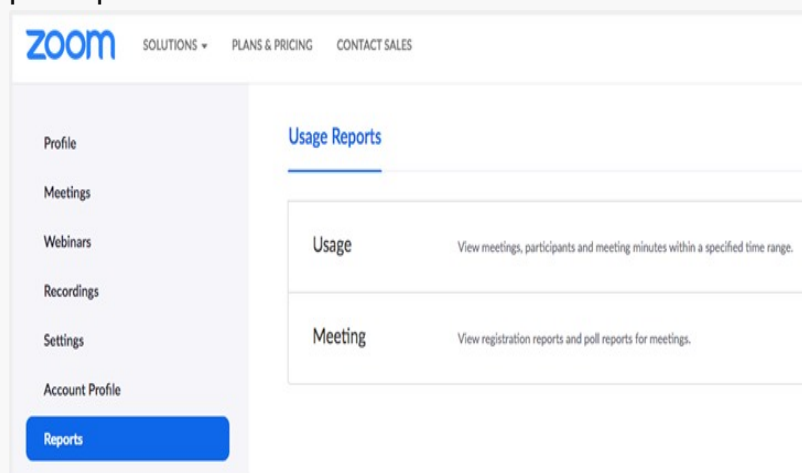 zoom SOLUTIONS PLANS & PRICING CONTACT SALES
Profile
Meetings
Webinars
Recordings
Settings
Account Profile
Reports
Usage Reports
Usage View meetings, participants and meeting minutes within a specified time range.
Meeting View registration reports and poll reports for meetings.